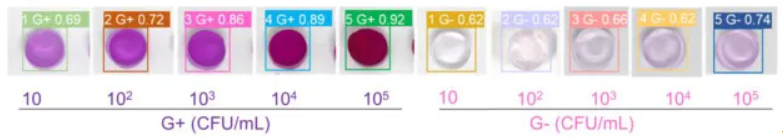 1 G+ 0.69 2 G+ 0.72 3 G+ 0.86 4 G+ 0.89 5 G+ 0.92 1 G- 0.62 2 G- 0.62 3 G- 0.66 4 G- 0.62 5 G- 0.74
10 10² 10³ 10⁴ 10⁵ 10 10² 10³ 10⁴ 10⁵
G+ (CFU/mL) G- (CFU/mL)